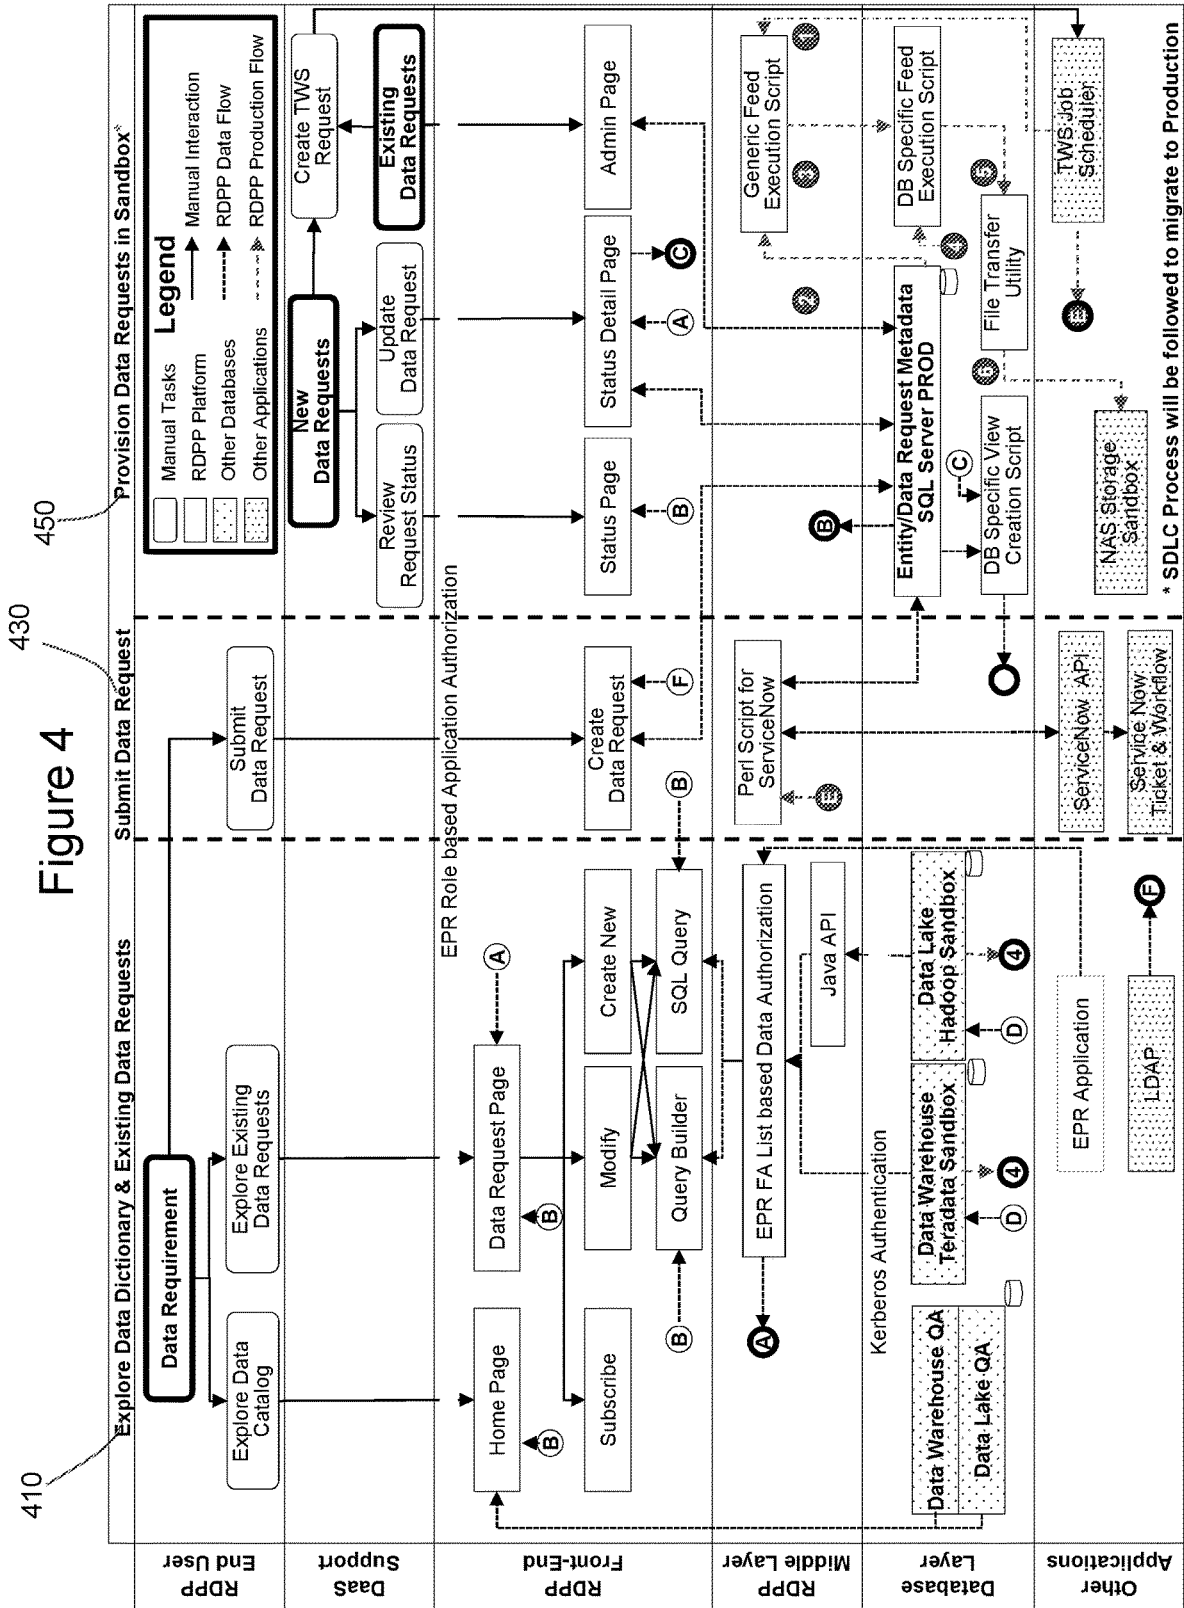 Figure 4
410
430
450
Explore Data Dictionary & Existing Data Requests
Submit Data Request
Provision Data Requests in Sandbox*
RDPP
End User
Data Requirement
Explore Data
Catalog
Explore Existing
Data Requests
Submit
Data Request
Legend
Manual Tasks
RDPP Platform
Other Databases
Other Applications
Manual Interaction
RDPP Data Flow
RDPP Production Flow
DaaS
Support
New
Data Requests
Review
Request Status
Update
Data Request
Create TWS
Request
Existing
Data Requests
RDPP
Front-End
EPR Role based Application Authorization
Home Page
B
Data Request Page
B
A
Subscribe
Modify
Create New
Query Builder
SQL Query
B
B
Create
Data Request
F
Status Page
B
Status Detail Page
A
C
Admin Page
RDPP
Middle Layer
A
EPR FA List based Data Authorization
Java API
Perl Script for
ServiceNow
E
Generic Feed
Execution Script
1
2
3
Database
Layer
Kerberos Authentication
Data Warehouse QA
Data Lake QA
Data Warehouse
Teradata Sandbox
D
4
Data Lake
Hadoop Sandbox
D
4
Entity/Data Request Metadata
SQL Server PROD
B
C
DB Specific View
Creation Script
DB Specific Feed
Execution Script
4
5
6
File Transfer
Utility
Other
Applications
EPR Application
LDAP
F
ServiceNow API
Service Now
Ticket & Workflow
NAS Storage
Sandbox
E
TWS Job
Scheduler
* SDLC Process will be followed to migrate to Production